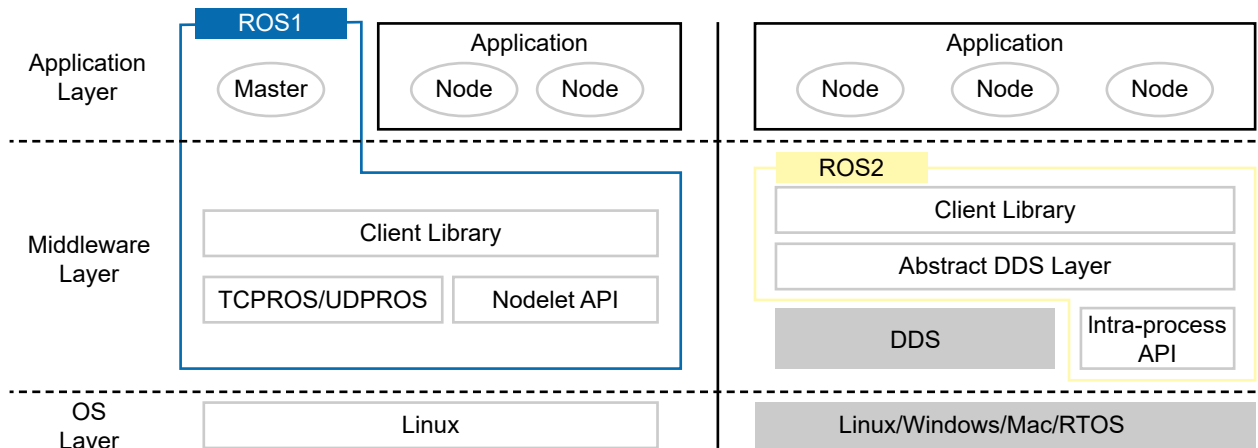 ROS1
Application
Layer
Master
Application
Node
Node
Application
Node
Node
Node
Middleware
Layer
Client Library
TCPROS/UDPROS
Nodelet API
ROS2
Client Library
Abstract DDS Layer
DDS
Intra-process
API
OS
Layer
Linux
Linux/Windows/Mac/RTOS